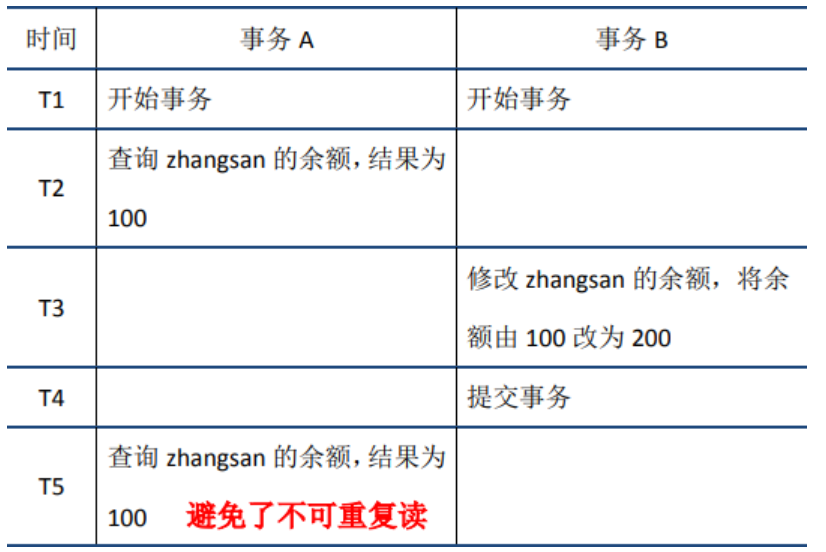 时间 事务 A 事务 B
T1 开始事务 开始事务
T2 查询 zhangsan 的余额，结果为
100
T3 修改 zhangsan 的余额，将余
额由 100 改为 200
T4 提交事务
T5 查询 zhangsan 的余额，结果为
100 避免了不可重复读